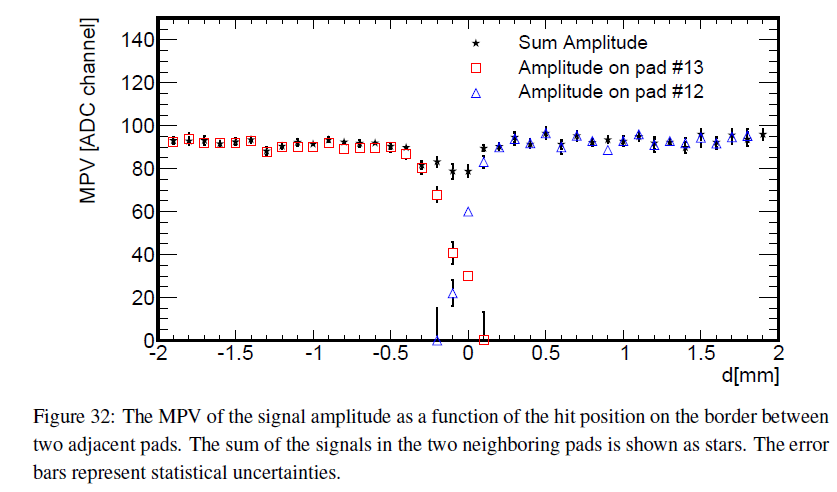 MPV [ADC channel]
140
120
100
80
60
40
20
0
Sum Amplitude
Amplitude on pad #13
Amplitude on pad #12
-2 -1.5 -1 -0.5 0 0.5 1 1.5 2
d[mm]
Figure 32: The MPV of the signal amplitude as a function of the hit position on the border between
two adjacent pads. The sum of the signals in the two neighboring pads is shown as stars. The error
bars represent statistical uncertainties.